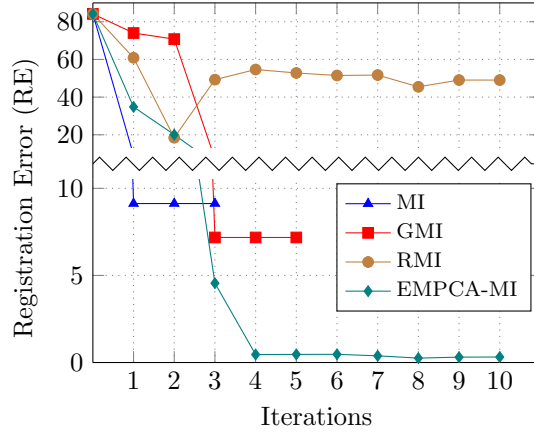 Registration Error (RE)
80
60
40
20
10
5
0
MI
GMI
RMI
EMPCA-MI
1 2 3 4 5 6 7 8 9 10
Iterations